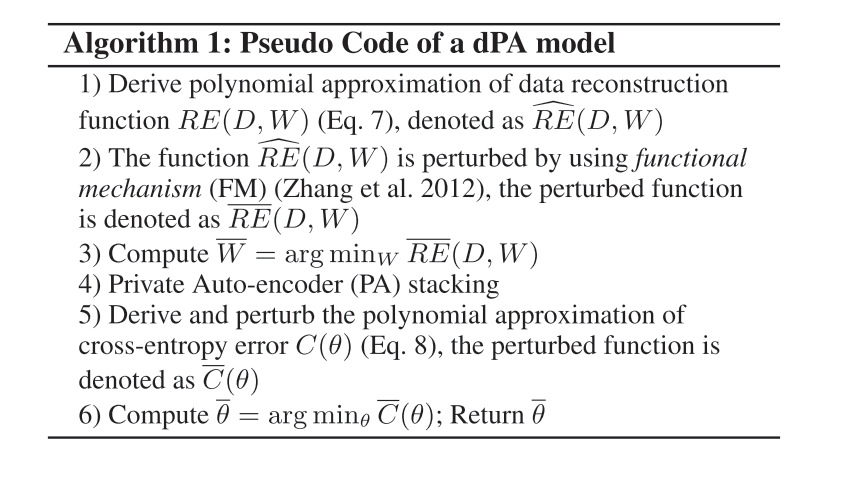 Algorithm 1: Pseudo Code of a dPA model
1) Derive polynomial approximation of data reconstruction
function $RE(D, W)$ (Eq. 7), denoted as $\widehat{RE}(D, W)$
2) The function $\widehat{RE}(D, W)$ is perturbed by using functional
mechanism (FM) (Zhang et al. 2012), the perturbed function
is denoted as $\overline{RE}(D, W)$
3) Compute $\overline{W} = \arg\min_W \overline{RE}(D, W)$
4) Private Auto-encoder (PA) stacking
5) Derive and perturb the polynomial approximation of
cross-entropy error $C(\theta)$ (Eq. 8), the perturbed function is
denoted as $\overline{C}(\theta)$
6) Compute $\overline{\theta} = \arg\min_\theta \overline{C}(\theta)$; Return $\overline{\theta}$